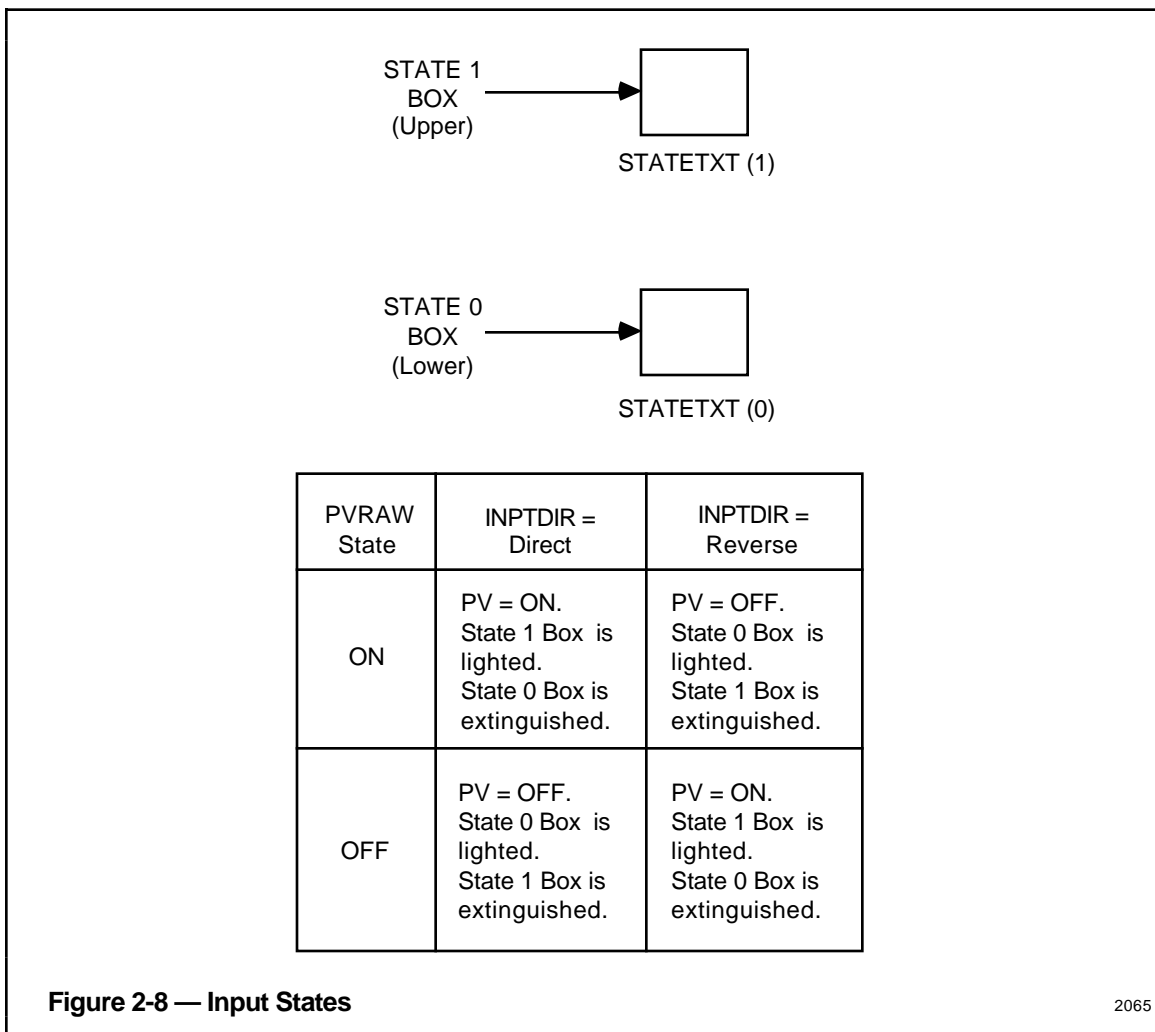 STATE 1
BOX
(Upper)
STATETXT (1)
STATE 0
BOX
(Lower)
STATETXT (0)
PVRAW
State
INPTDIR =
Direct
INPTDIR =
Reverse
ON
PV = ON.
State 1 Box is
lighted.
State 0 Box is
extinguished.
PV = OFF.
State 0 Box is
lighted.
State 1 Box is
extinguished.
OFF
PV = OFF.
State 0 Box is
lighted.
State 1 Box is
extinguished.
PV = ON.
State 1 Box is
lighted.
State 0 Box is
extinguished.
Figure 2-8 — Input States
2065